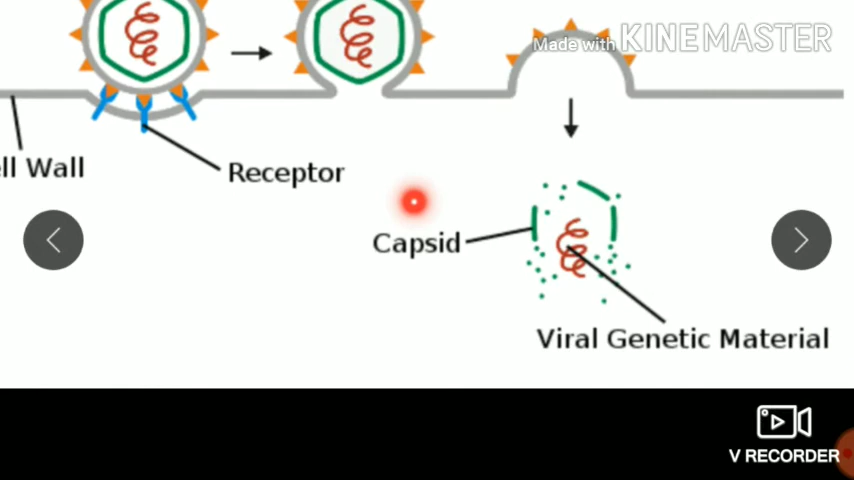 Made with KINEMASTER
ll Wall
Receptor
Capsid
Viral Genetic Material
V RECORDER